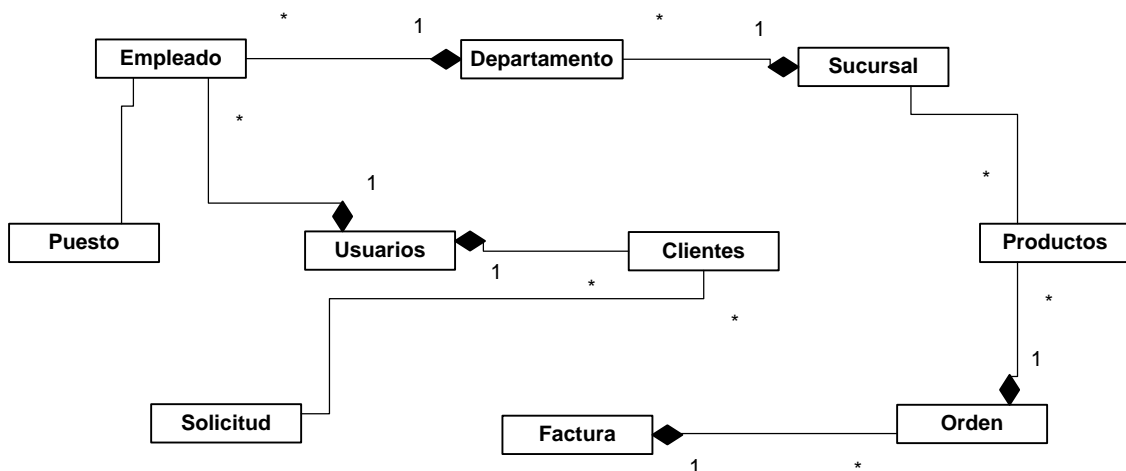 * 1 * 1
Empleado Departamento Sucursal
*
1 *
Puesto Usuarios Clientes Productos
1 * *
*
1
Solicitud Factura Orden
1 *